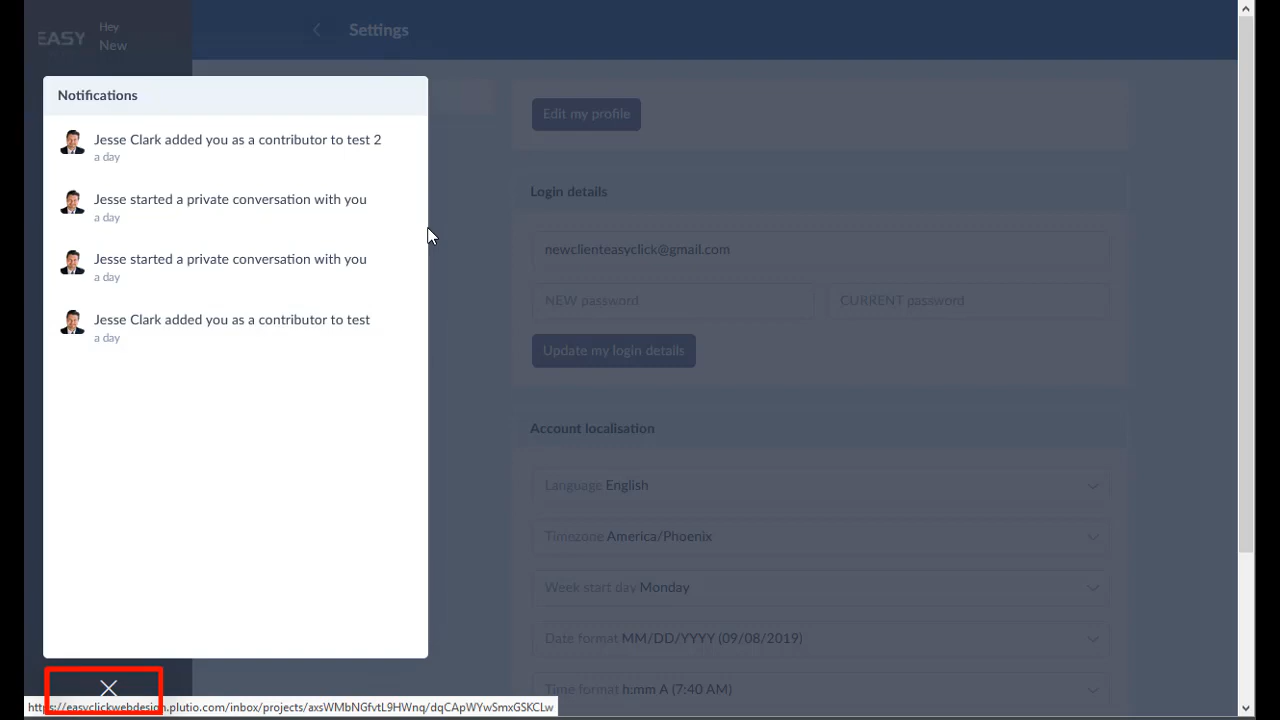 EASY
Hey
New
Settings
Notifications
Jesse Clark added you as a contributor to test 2
a day
Jesse started a private conversation with you
a day
Jesse started a private conversation with you
a day
Jesse Clark added you as a contributor to test
a day
Edit my profile
Login details
newclienteasyclick@gmail.com
NEW password CURRENT password
Update my login details
Account localisation
Language English
Timezone America/Phoenix
Week start day Monday
Date format MM/DD/YYYY (09/08/2019)
Time format h:mm A (7:40 AM)
https://easyclickwebdesign.plutio.com/inbox/projects/axsWMbNGfvtL9HWnq/dqCApWYwSmxGSKCLw